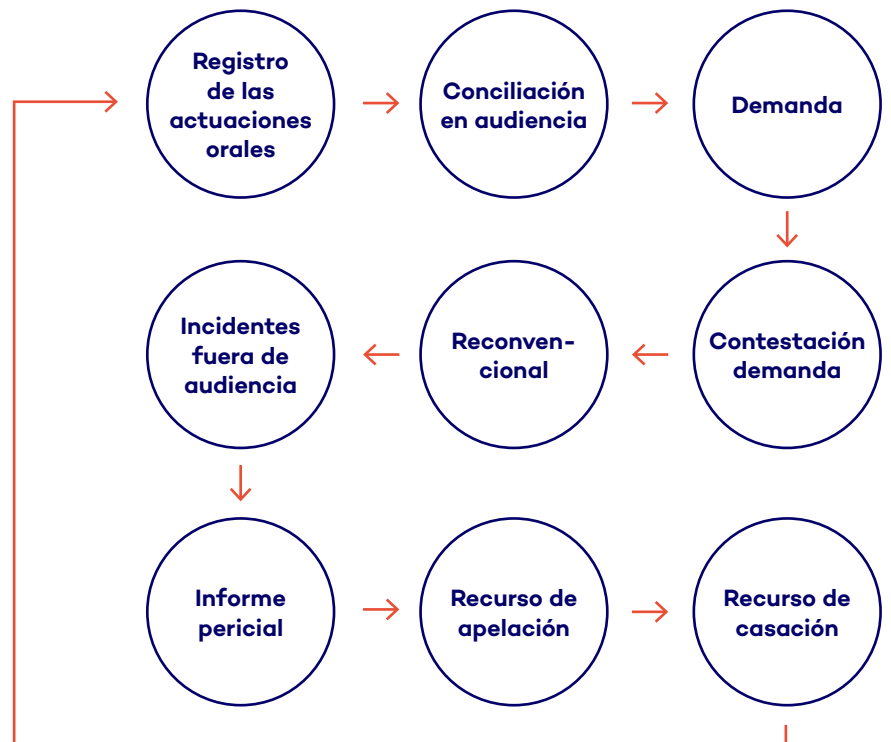 Registro
de las
actuaciones
orales
Conciliación
en audiencia
Demanda
Contestación
demanda
Reconven-
cional
Incidentes
fuera de
audiencia
Informe
pericial
Recurso de
apelación
Recurso de
casación